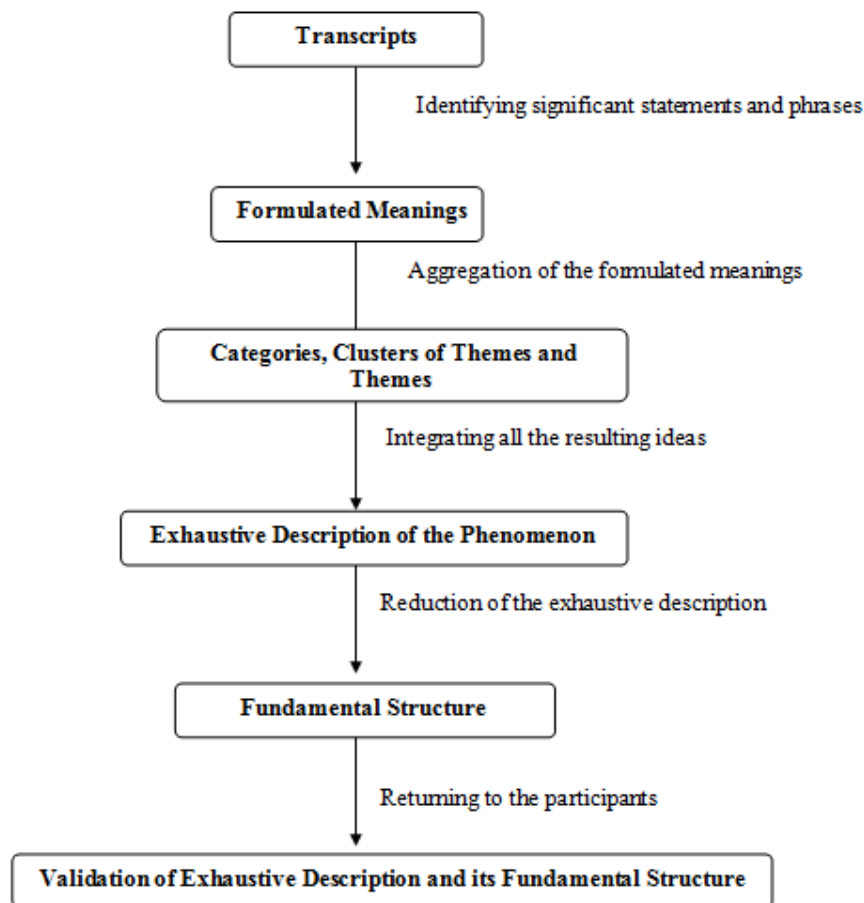 Transcripts
Identifying significant statements and phrases
Formulated Meanings
Aggregation of the formulated meanings
Categories, Clusters of Themes and
Themes
Integrating all the resulting ideas
Exhaustive Description of the Phenomenon
Reduction of the exhaustive description
Fundamental Structure
Returning to the participants
Validation of Exhaustive Description and its Fundamental Structure